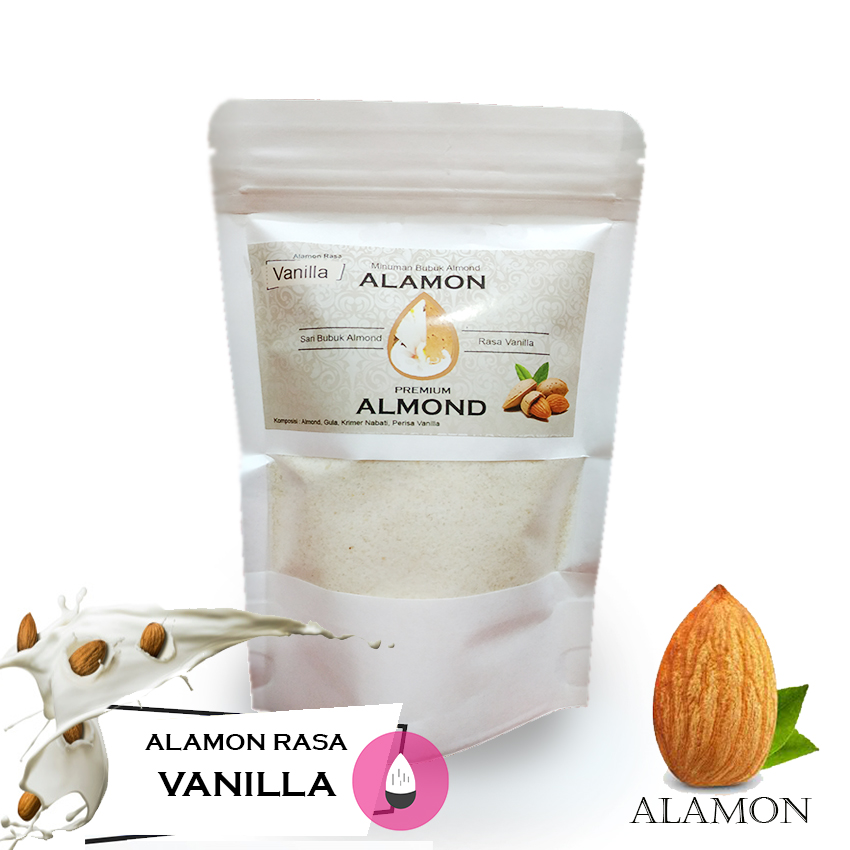 Alamon Rasa
Vanilla
Minuman Bubuk Almond
ALAMON
Sari Bubuk Almond
Rasa Vanilla
PREMIUM
ALMOND
Komposisi : Almond, Gula, Krimer Nabati, Perisa Vanilla
ALAMON RASA
VANILLA
ALAMON